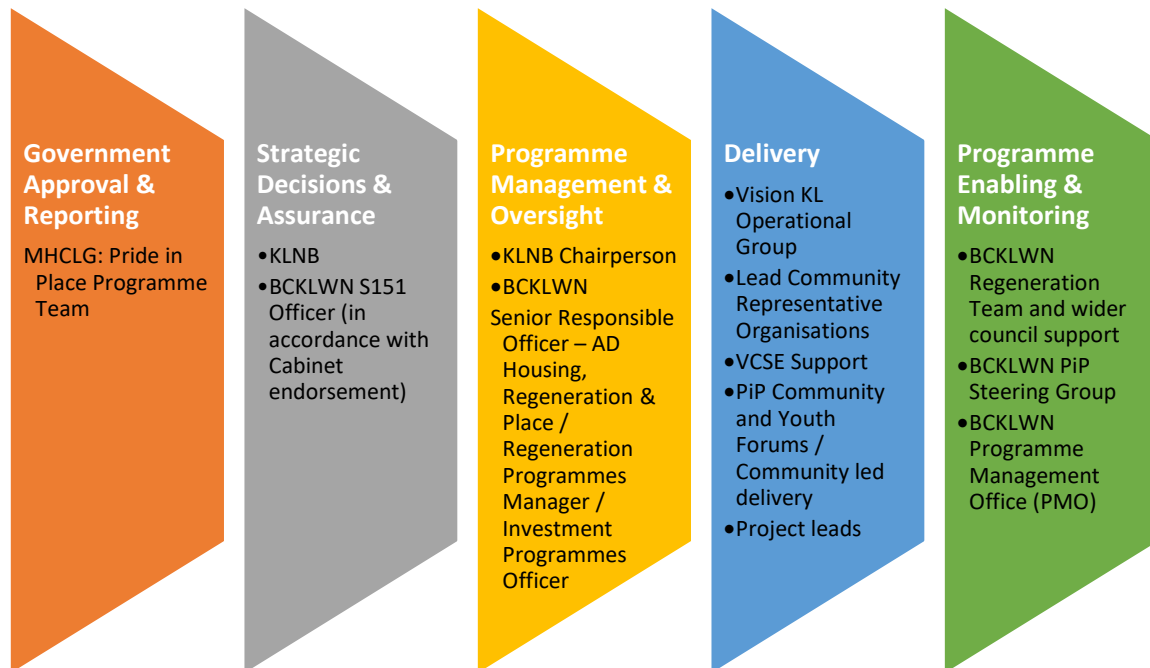 Government
Approval &
Reporting
MHCLG: Pride in
Place Programme
Team
Strategic
Decisions &
Assurance
•KLNB
•BCKLWN S151
Officer (in
accordance with
Cabinet
endorsement)
Programme
Management &
Oversight
•KLNB Chairperson
•BCKLWN
Senior Responsible
Officer – AD
Housing,
Regeneration &
Place /
Regeneration
Programmes
Manager /
Investment
Programmes
Officer
Delivery
•Vision KL
Operational
Group
•Lead Community
Representative
Organisations
•VCSE Support
•PiP Community
and Youth
Forums /
Community led
delivery
•Project leads
Programme
Enabling &
Monitoring
•BCKLWN
Regeneration
Team and wider
council support
•BCKLWN PiP
Steering Group
•BCKLWN
Programme
Management
Office (PMO)